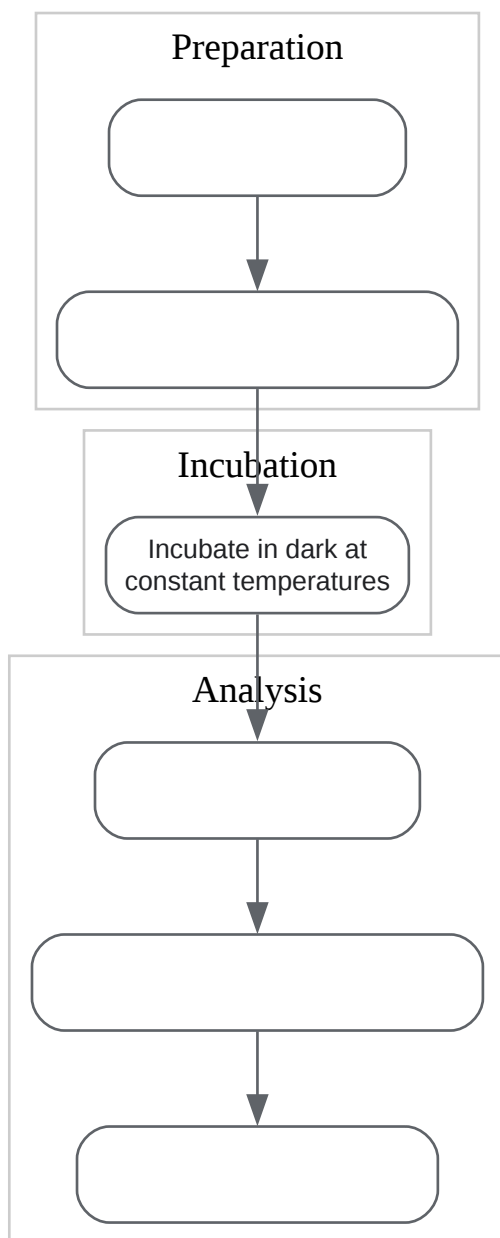 Preparation
Incubation
Incubate in dark at
constant temperatures
Analysis